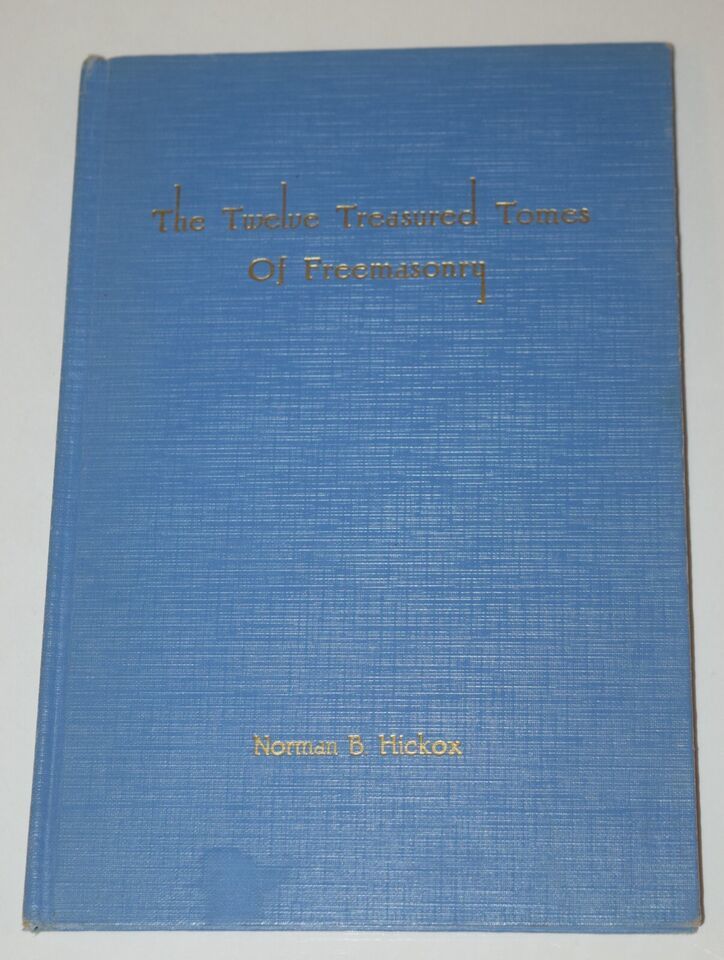 The Twelve Treasured Tomes
Of Freemasonry
Norman B. Hickox